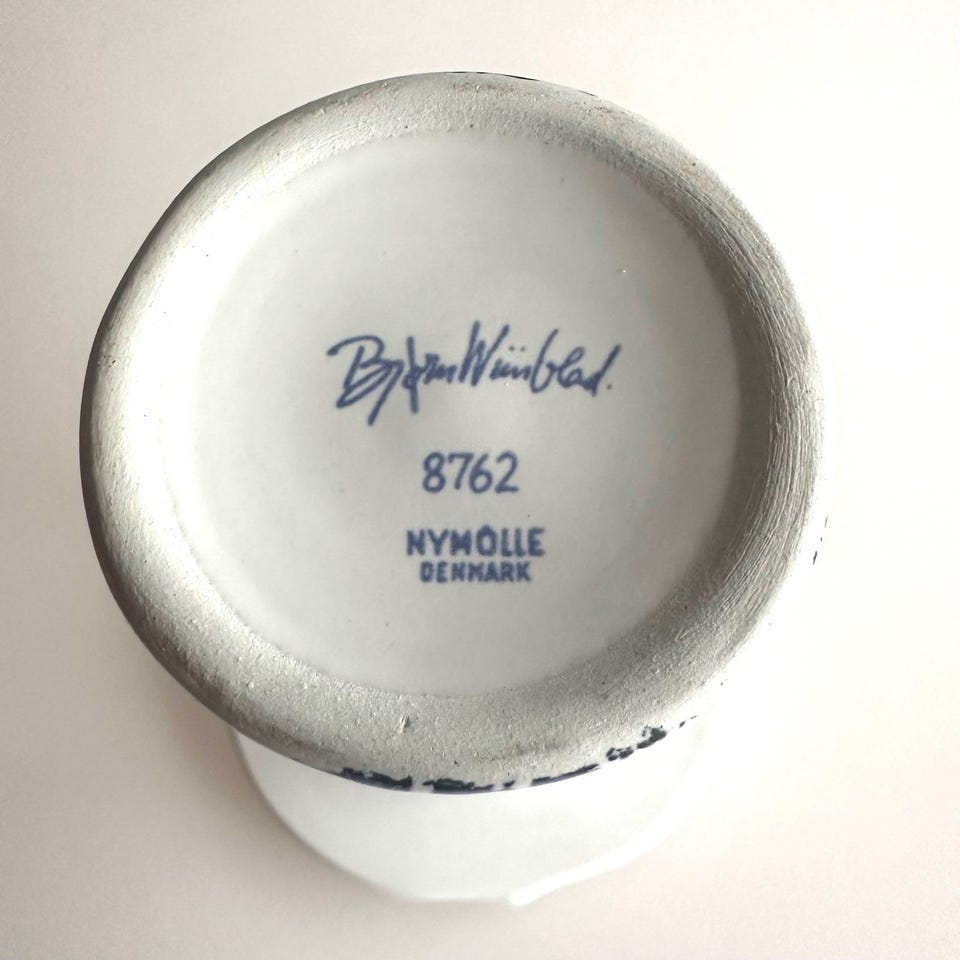 Bjørn Wiinblad.
8762
NYMÖLLE
DENMARK